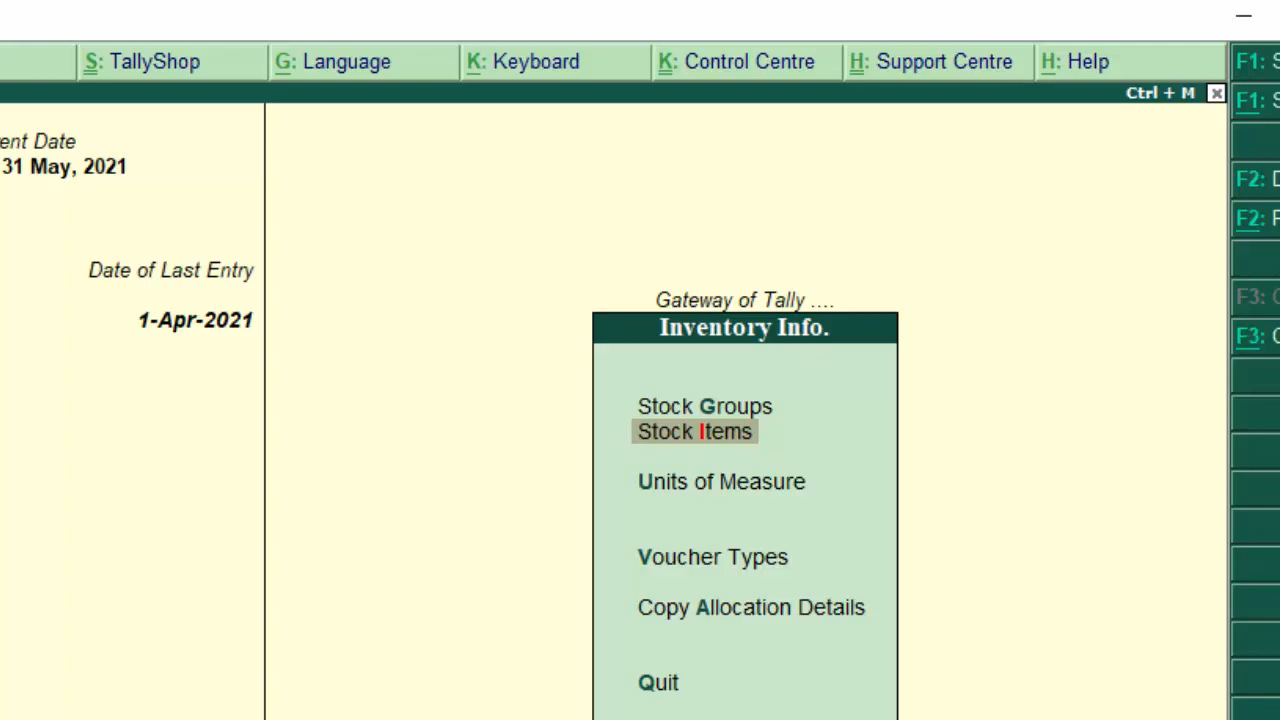 S: TallyShop G: Language K: Keyboard K: Control Centre H: Support Centre H: Help F1:
Ctrl + M F1:
ent Date
31 May, 2021
F2:
F2:
Date of Last Entry
Gateway of Tally .... F3:
1-Apr-2021
Inventory Info. F3:
Stock Groups
Stock Items
Units of Measure
Voucher Types
Copy Allocation Details
Quit